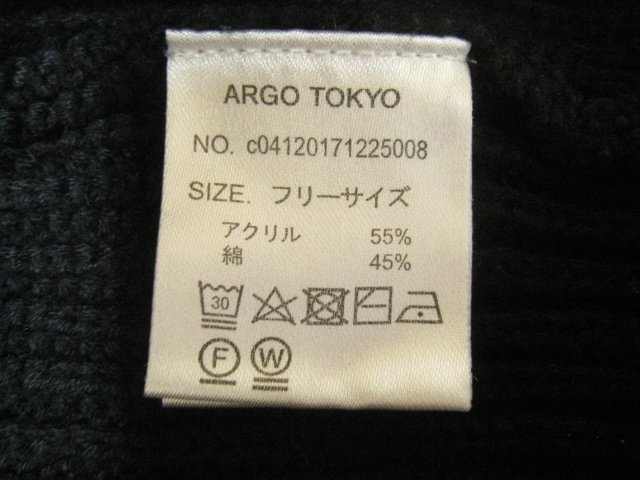 ARGO TOKYO
NO. c04120171225008
SIZE. フリーサイズ
アクリル 55%
綿 45%
30
F W